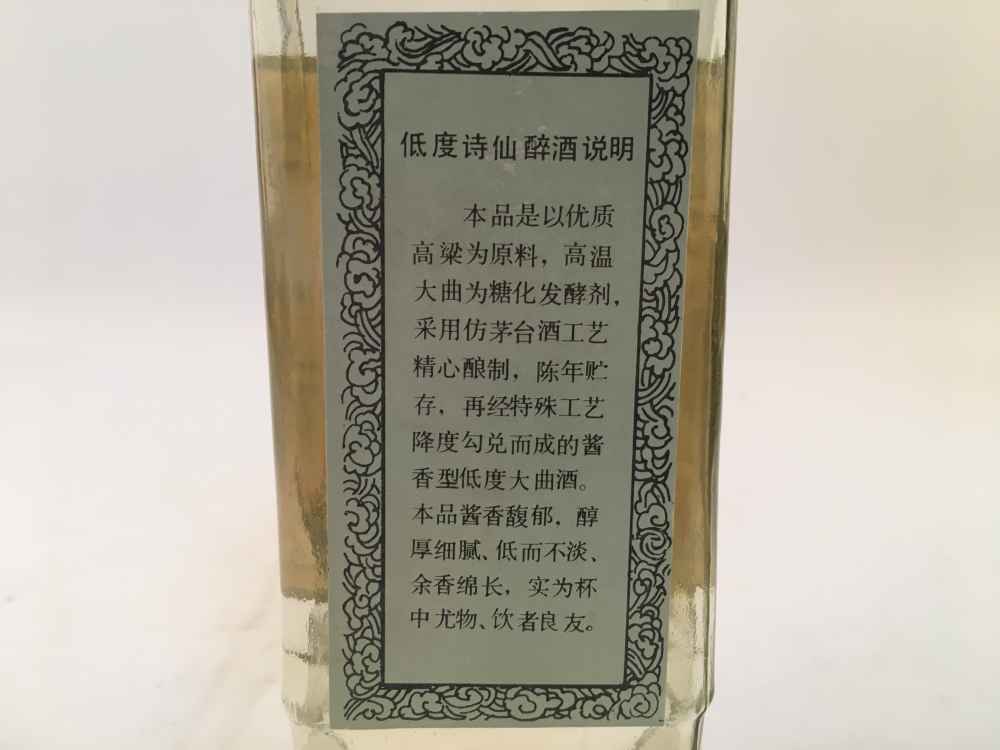 低度诗仙醉酒说明
本品是以优质
高粱为原料，高温
大曲为糖化发酵剂，
采用仿茅台酒工艺
精心酿制，陈年贮
存，再经特殊工艺
降度勾兑而成的酱
香型低度大曲酒。
本品酱香馥郁，醇
厚细腻、低而不淡、
余香绵长，实为杯
中尤物、饮者良友。